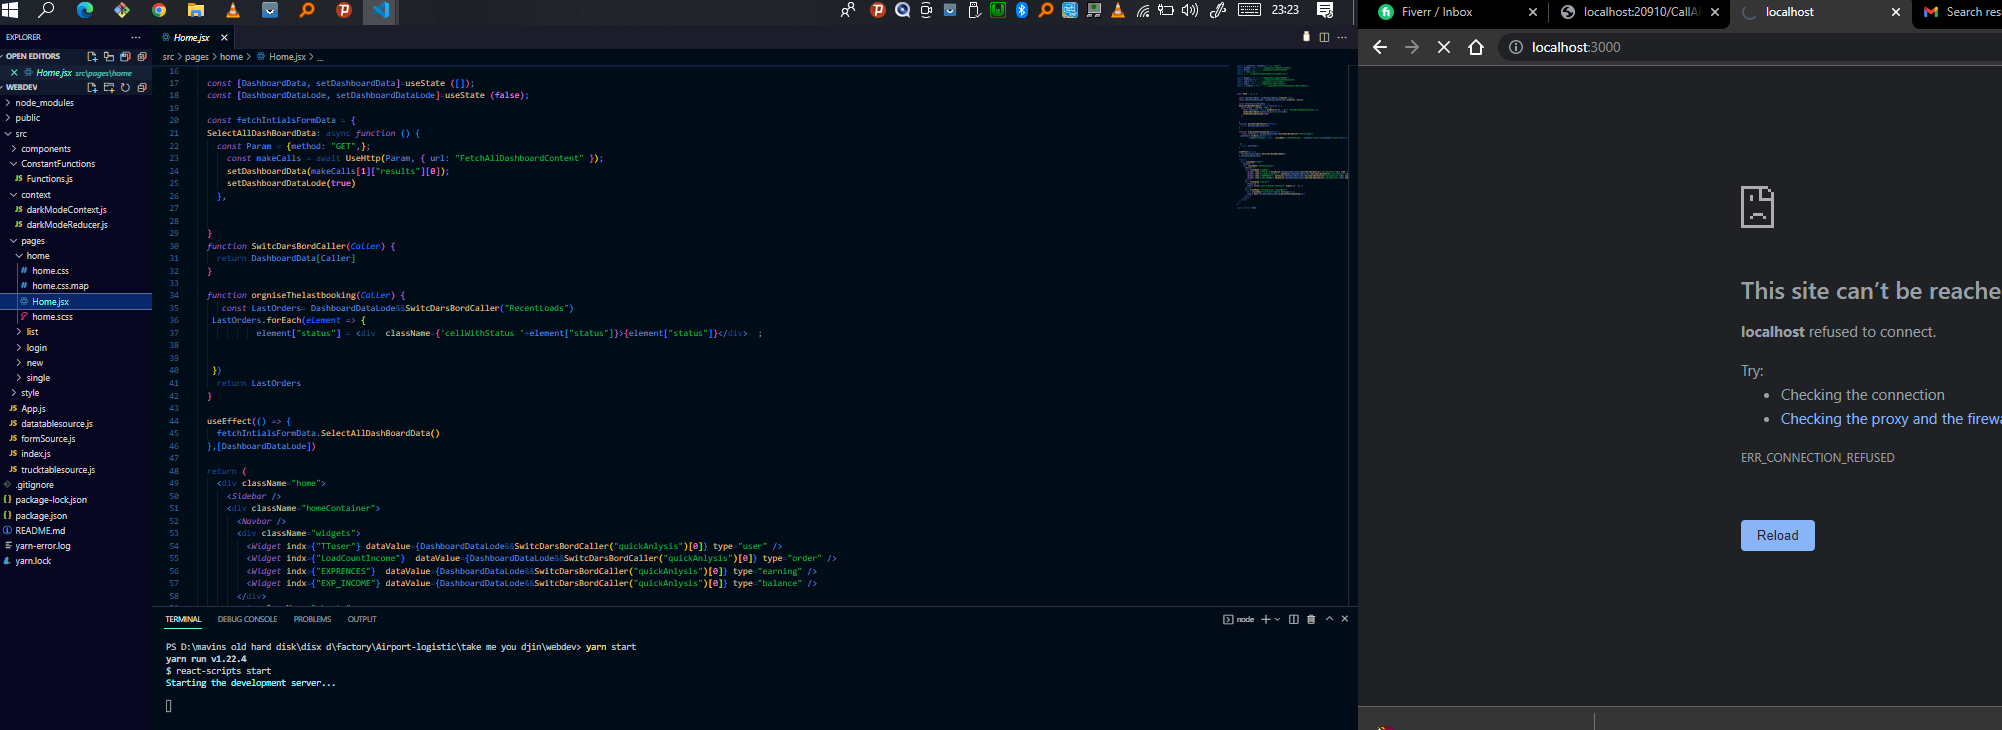 23:23
EXPLORER
OPEN EDITORS
Home.jsx src\pages\home
WEBDEV
node_modules
public
src
components
ConstantFunctions
JS Functions.js
context
JS darkModeContext.js
JS darkModeReducer.js
pages
home
# home.css
# home.css.map
Home.jsx
home.scss
list
login
new
single
style
JS App.js
JS datatablesource.js
JS formSource.js
JS index.js
JS trucktablesource.js
.gitignore
{} package-lock.json
{} package.json
README.md
yarn-error.log
yarn.lock
Home.jsx
src > pages > home > Home.jsx > ...
16
17 const [DashboardData, setDashboardData]=useState ([]);
18 const [DashboardDataLode, setDashboardDataLode]=useState (false);
19
20 const fetchIntialsFormData = {
21 SelectAllDashBoardData: async function () {
22 const Param = {method: "GET",};
23 const makeCalls = await UseHttp(Param, { url: "FetchAllDashboardContent" });
24 setDashboardData(makeCalls[1]["results"][0]);
25 setDashboardDataLode(true)
26 },
27
28
29 }
30 function SwitcDarsBordCaller(Caller) {
31 return DashboardData[Caller]
32 }
33
34 function orgniseThelastbooking(Caller) {
35 const LastOrders= DashboardDataLode&&SwitcDarsBordCaller("RecentLoads")
36 LastOrders.forEach(element => {
37 element["status"] = <div className={'cellWithStatus '+element["status"]}>{element["status"]}</div> ;
38
39
40 })
41 return LastOrders
42 }
43
44 useEffect(() => {
45 fetchIntialsFormData.SelectAllDashBoardData()
46 },[DashboardDataLode])
47
48 return (
49 <div className="home">
50 <Sidebar />
51 <div className="homeContainer">
52 <Navbar />
53 <div className="widgets">
54 <Widget indx={"TTuser"} dataValue={DashboardDataLode&&SwitcDarsBordCaller("quickAnlysis")[0]} type="user" />
55 <Widget indx={"LoadCountIncome"} dataValue={DashboardDataLode&&SwitcDarsBordCaller("quickAnlysis")[0]} type="order" />
56 <Widget indx={"EXPRENCES"} dataValue={DashboardDataLode&&SwitcDarsBordCaller("quickAnlysis")[0]} type="earning" />
57 <Widget indx={"EXP_INCOME"} dataValue={DashboardDataLode&&SwitcDarsBordCaller("quickAnlysis")[0]} type="balance" />
58 </div>
TERMINAL DEBUG CONSOLE PROBLEMS OUTPUT
node
PS D:\mavins old hard disk\disx d\factory\Airport-logistic\take me you djin\webdev> yarn start
yarn run v1.22.4
$ react-scripts start
Starting the development server...
Fiverr / Inbox
localhost:20910/CallA
localhost
Search res
localhost:3000
This site can't be reache
localhost refused to connect.
Try:
• Checking the connection
• Checking the proxy and the firewa
ERR_CONNECTION_REFUSED
Reload